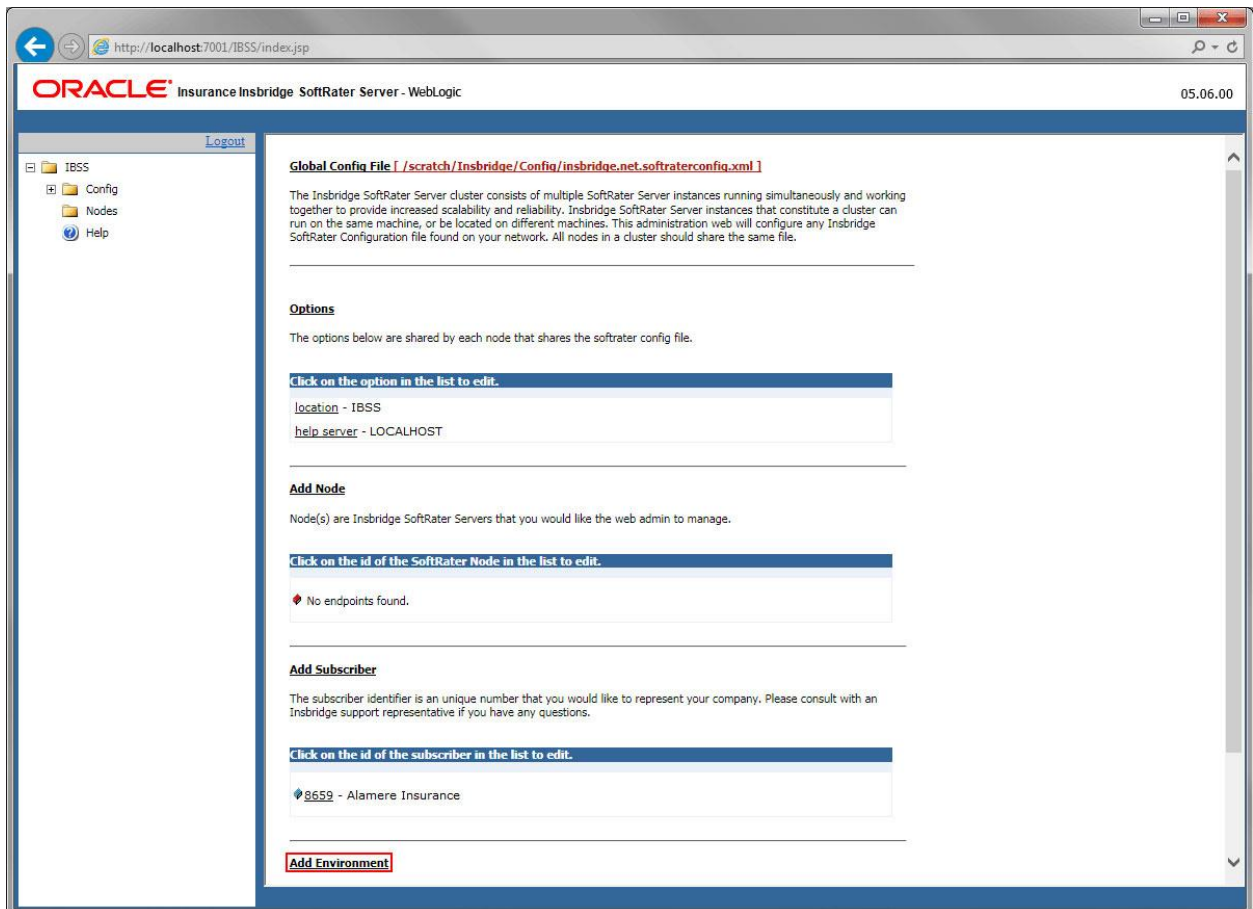 http://localhost:7001/IBSS/index.jsp
ORACLE® Insurance Insbridge SoftRater Server - WebLogic
05.06.00
Logout
IBSS
Config
Nodes
Help
Global Config File [ /scratch/Insbridge/Config/insbridge.net.softraterconfig.xml ]
The Insbridge SoftRater Server cluster consists of multiple SoftRater Server instances running simultaneously and working
together to provide increased scalability and reliability. Insbridge SoftRater Server instances that constitute a cluster can
run on the same machine, or be located on different machines. This administration web will configure any Insbridge
SoftRater Configuration file found on your network. All nodes in a cluster should share the same file.
Options
The options below are shared by each node that shares the softrater config file.
Click on the option in the list to edit.
location - IBSS
help server - LOCALHOST
Add Node
Node(s) are Insbridge SoftRater Servers that you would like the web admin to manage.
Click on the id of the SoftRater Node in the list to edit.
No endpoints found.
Add Subscriber
The subscriber identifier is an unique number that you would like to represent your company. Please consult with an
Insbridge support representative if you have any questions.
Click on the id of the subscriber in the list to edit.
8659 - Alamere Insurance
Add Environment